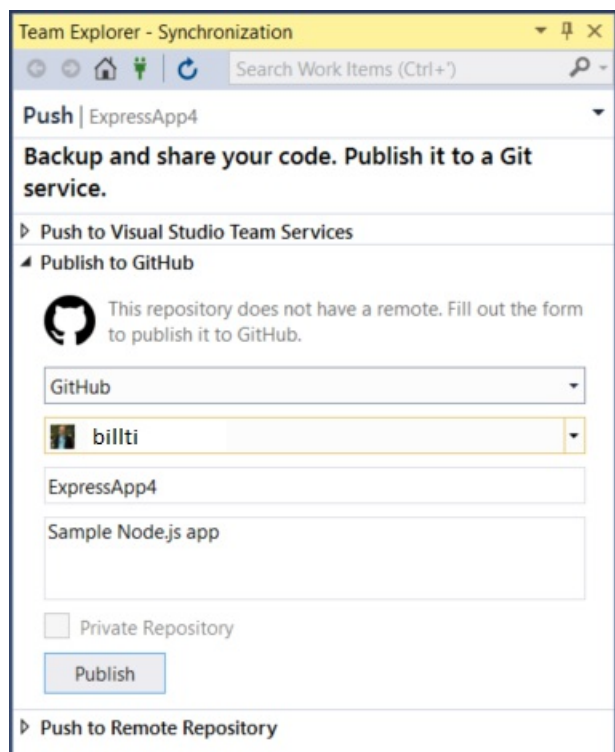 Team Explorer - Synchronization
Search Work Items (Ctrl+')
Push | ExpressApp4
Backup and share your code. Publish it to a Git
service.
Push to Visual Studio Team Services
Publish to GitHub
This repository does not have a remote. Fill out the form
to publish it to GitHub.
GitHub
billti
ExpressApp4
Sample Node.js app
Private Repository
Publish
Push to Remote Repository